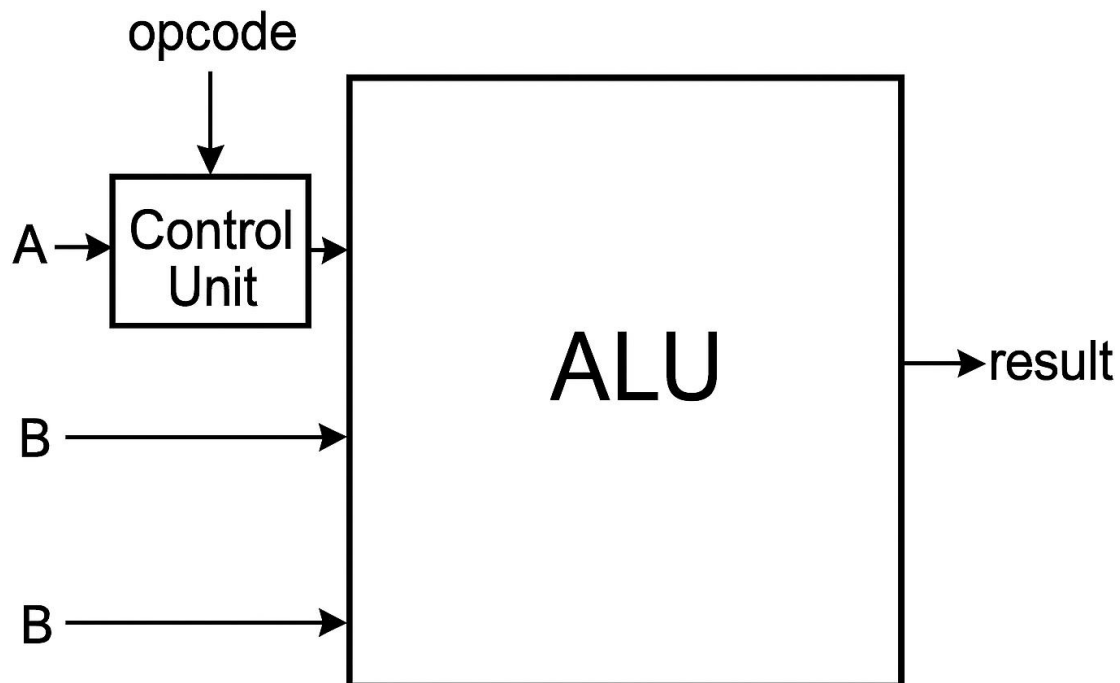 opcode
A
Control
Unit
ALU
result
B
B